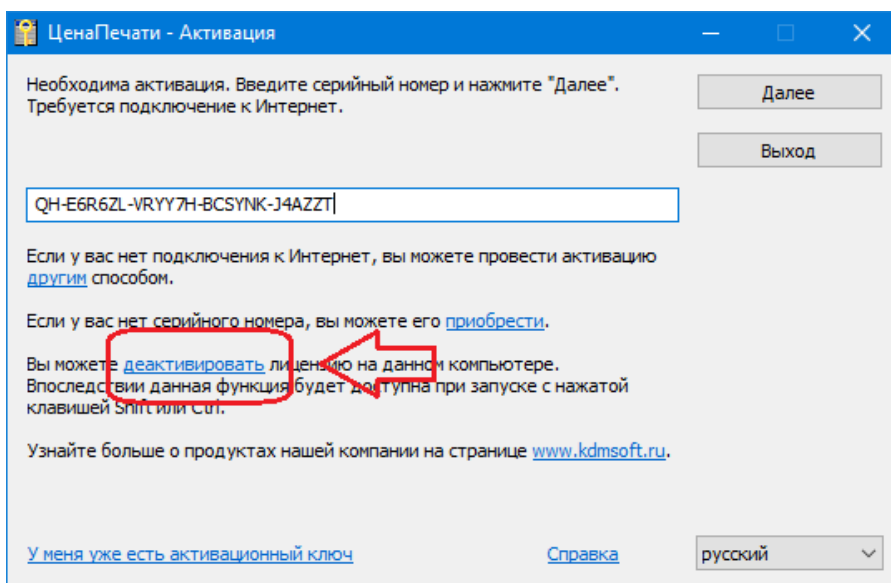 ЦенаПечати - Активация
Необходима активация. Введите серийный номер и нажмите "Далее".
Требуется подключение к Интернет.
Далее
Выход
QH-E6R6ZL-VRYY7H-BCSYNK-J4AZZT
Если у вас нет подключения к Интернет, вы можете провести активацию
другим способом.
Если у вас нет серийного номера, вы можете его приобрести.
Вы можете деактивировать лицензию на данном компьютере.
Впоследствии данная функция будет доступна при запуске с нажатой
клавишей Shift или Ctrl.
Узнайте больше о продуктах нашей компании на странице www.kdmsoft.ru.
У меня уже есть активационный ключ
Справка
русский